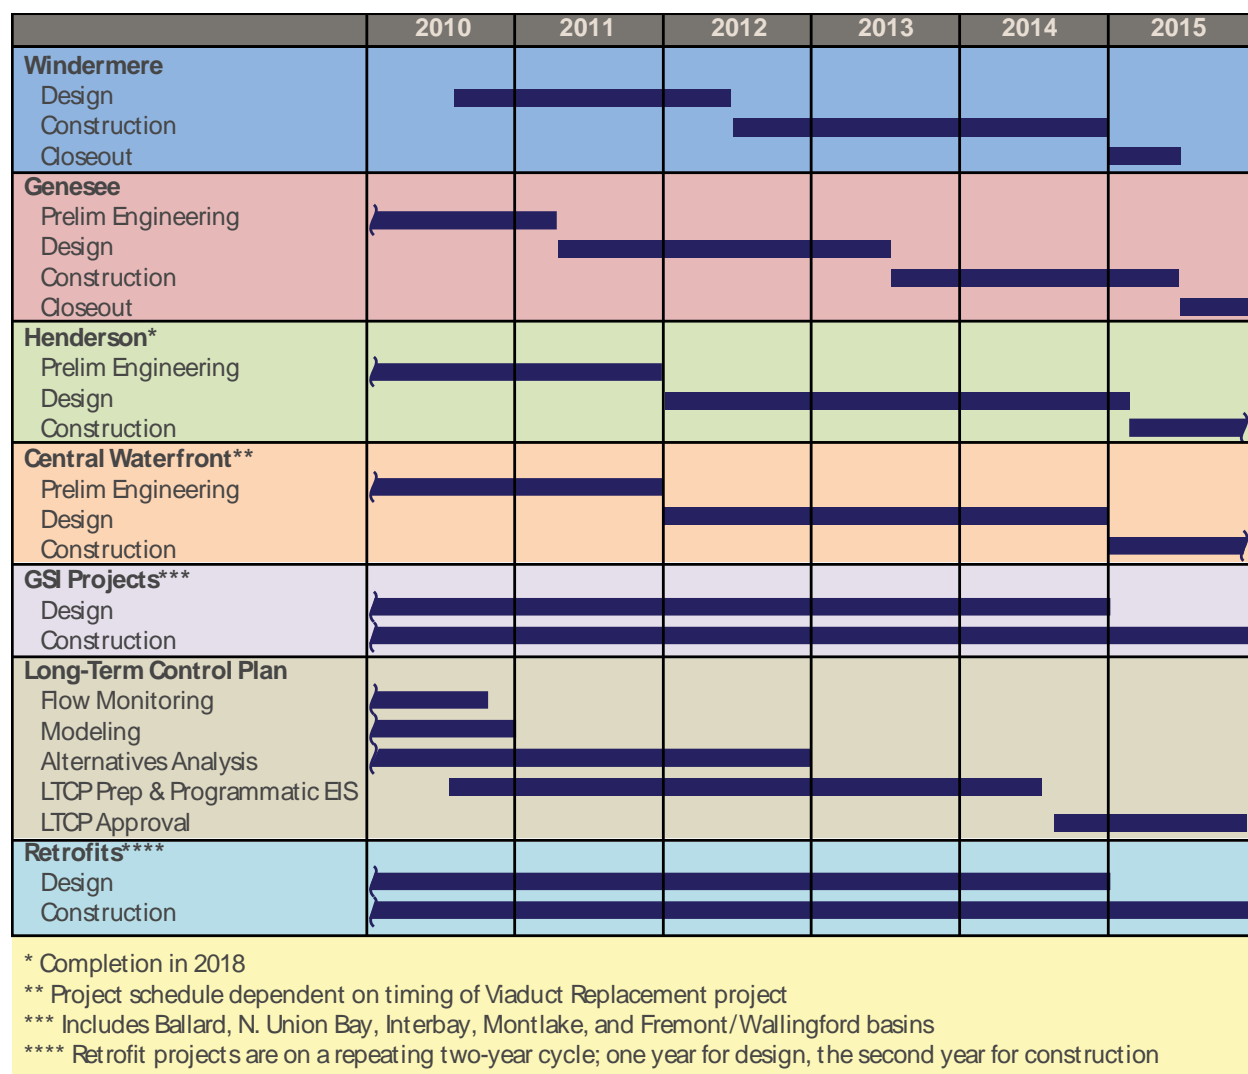 2010 2011 2012 2013 2014 2015
Windermere
Design
Construction
Closeout
Genesee
Prelim Engineering
Design
Construction
Closeout
Henderson*
Prelim Engineering
Design
Construction
Central Waterfront**
Prelim Engineering
Design
Construction
GSI Projects***
Design
Construction
Long-Term Control Plan
Flow Monitoring
Modeling
Alternatives Analysis
LTCP Prep & Programmatic EIS
LTCP Approval
Retrofits****
Design
Construction
* Completion in 2018
** Project schedule dependent on timing of Viaduct Replacement project
*** Includes Ballard, N. Union Bay, Interbay, Montlake, and Fremont/Wallingford basins
**** Retrofit projects are on a repeating two-year cycle; one year for design, the second year for construction